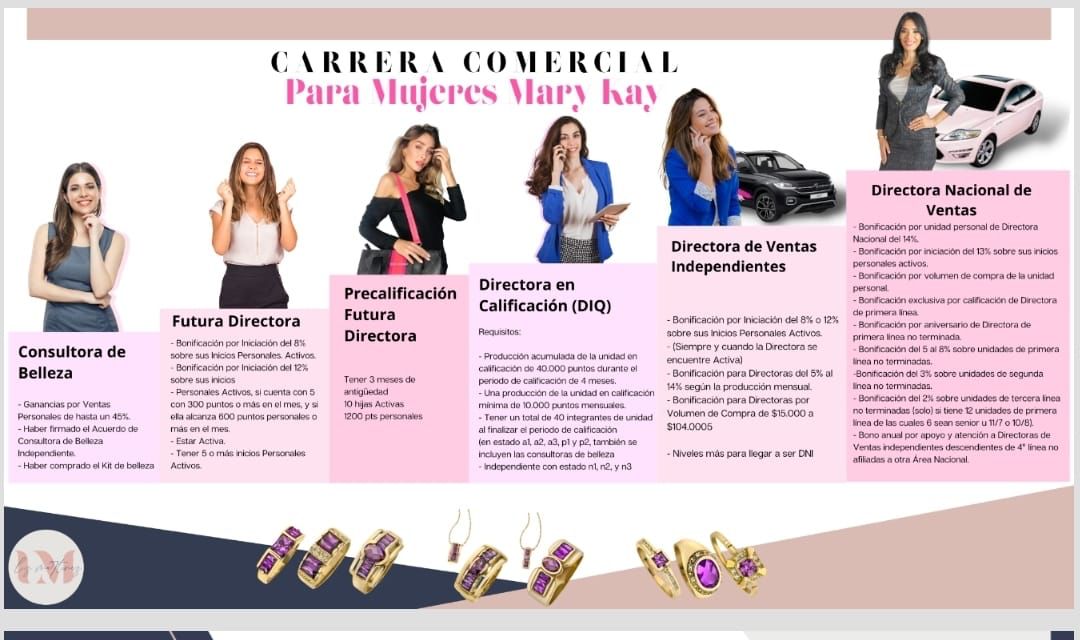 CARRERA COMERCIAL
Para Mujeres Mary Kay
Consultora de
Belleza
- Ganancias por Ventas
Personales de hasta un 45%.
- Haber firmado el Acuerdo de
Consultora de Belleza
Independiente.
- Haber comprado el Kit de belleza
Futura Directora
- Bonificación por Iniciación del 8%
sobre sus Inicios Personales. Activos.
- Bonificación por Iniciación del 12%
sobre sus inicios
- Personales Activos, si cuenta con 5
con 300 puntos o más en el mes, y si
ella alcanza 600 puntos personales o
más en el mes.
- Estar Activa.
- Tener 5 o más inicios Personales
Activos.
Precalificación
Futura
Directora
Tener 3 meses de
antigüedad
10 hijas Activas
1200 pts personales
Directora en
Calificación (DIQ)
Requisitos:
- Producción acumulada de la unidad en
calificación de 40.000 puntos durante el
periodo de calificación de 4 meses.
- Una producción de la unidad en calificación
mínima de 10.000 puntos mensuales.
- Tener un total de 40 integrantes de unidad
al finalizar el periodo de calificación
(en estado a1, a2, a3, p1 y p2, también se
incluyen las consultoras de belleza
- Independiente con estado n1, n2, y n3
Directora de Ventas
Independientes
- Bonificación por Iniciación del 8% o 12%
sobre sus Inicios Personales Activos.
- (Siempre y cuando la Directora se
encuentre Activa)
- Bonificación para Directoras del 5% al
14% según la producción mensual.
- Bonificación para Directoras por
Volumen de Compra de $15.000 a
$104.0005
- Niveles más para llegar a ser DNI
Directora Nacional de
Ventas
- Bonificación por unidad personal de Directora
Nacional del 14%.
- Bonificación por iniciación del 13% sobre sus inicios
personales activos.
- Bonificación por volumen de compra de la unidad
personal.
- Bonificación exclusiva por calificación de Directora
de primera línea.
- Bonificación por aniversario de Directora de
primera línea no terminada.
- Bonificación del 5 al 8% sobre unidades de primera
línea no terminadas.
-Bonificación del 3% sobre unidades de segunda
línea no terminadas.
- Bonificación del 2% sobre unidades de tercera línea
no terminadas (solo) si tiene 12 unidades de primera
línea de las cuales 6 sean senior u 11/7 o 10/8).
- Bono anual por apoyo y atención a Directoras de
Ventas independientes descendientes de 4° línea no
afiliadas a otra Área Nacional.